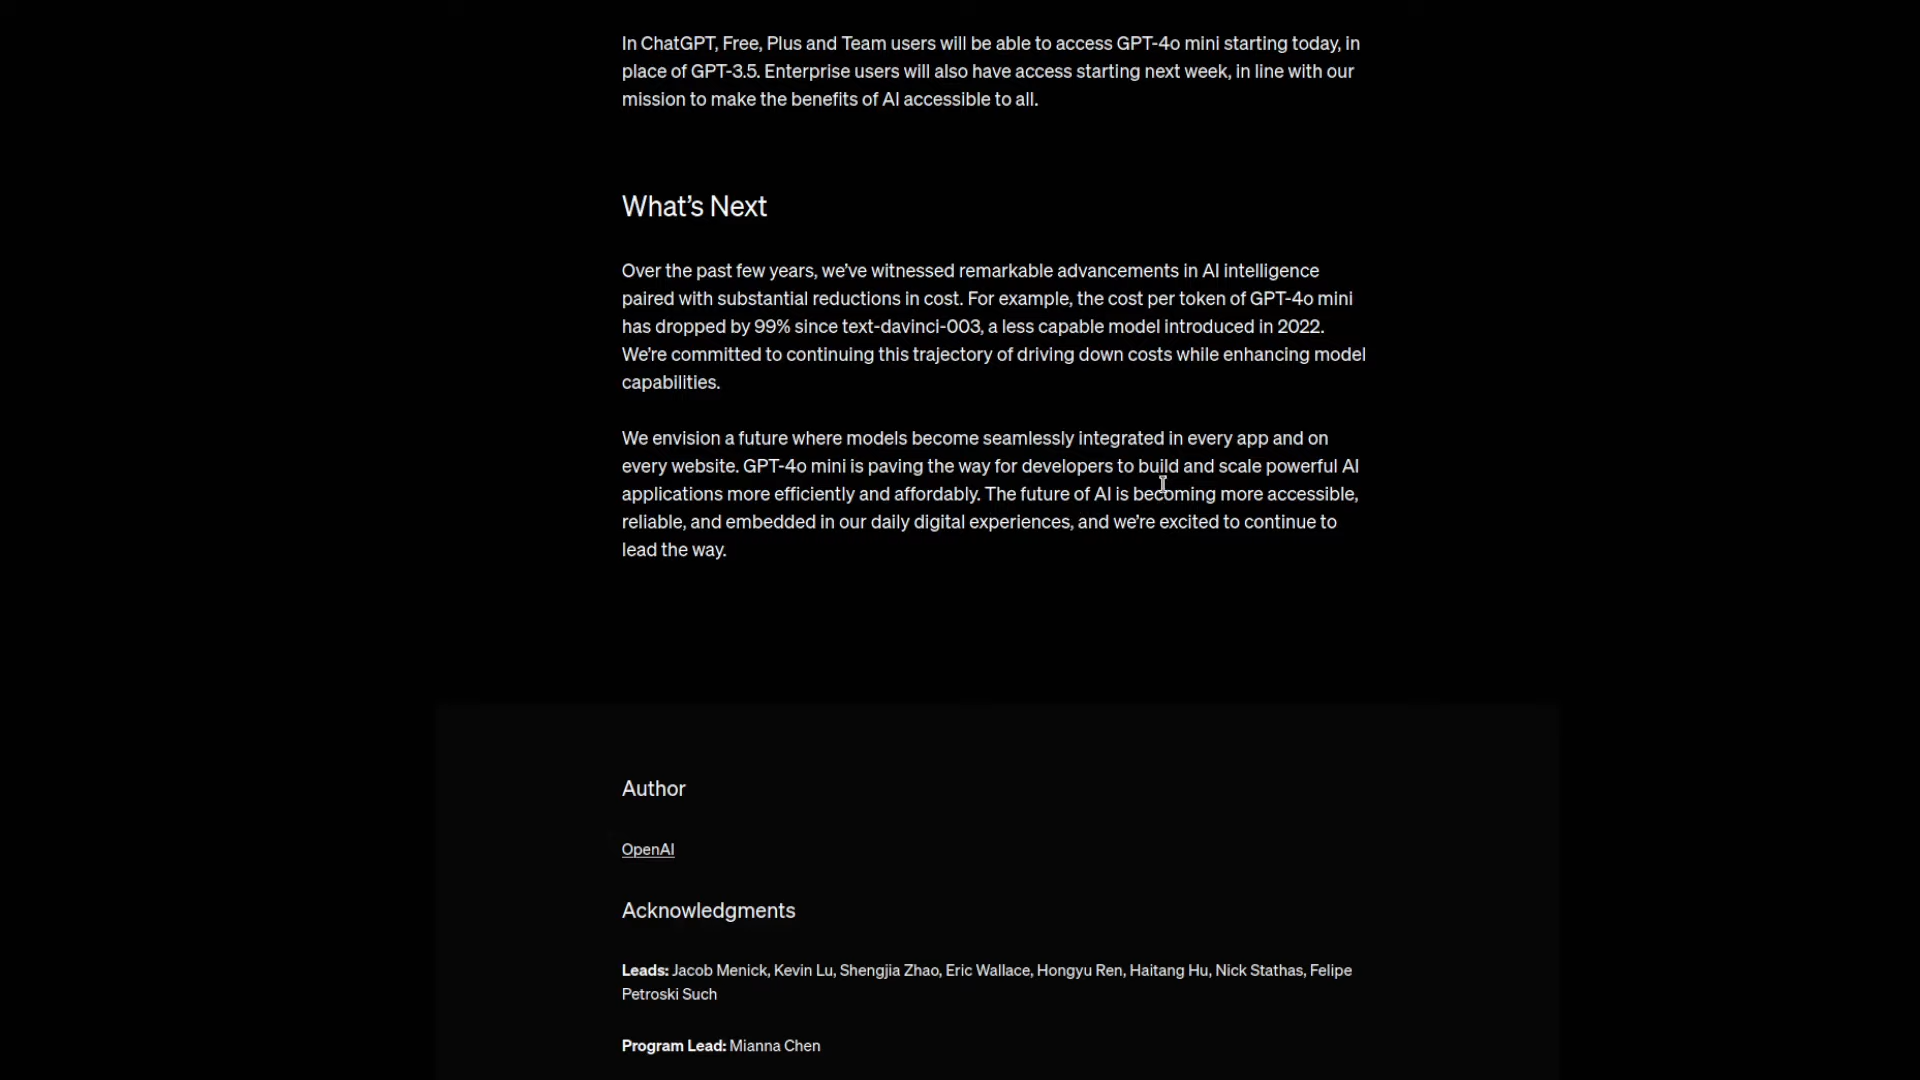 In ChatGPT, Free, Plus and Team users will be able to access GPT-4o mini starting today, in
place of GPT-3.5. Enterprise users will also have access starting next week, in line with our
mission to make the benefits of AI accessible to all.
What’s Next
Over the past few years, we’ve witnessed remarkable advancements in AI intelligence
paired with substantial reductions in cost. For example, the cost per token of GPT-4o mini
has dropped by 99% since text-davinci-003, a less capable model introduced in 2022.
We’re committed to continuing this trajectory of driving down costs while enhancing model
capabilities.
We envision a future where models become seamlessly integrated in every app and on
every website. GPT-4o mini is paving the way for developers to build and scale powerful AI
applications more efficiently and affordably. The future of AI is becoming more accessible,
reliable, and embedded in our daily digital experiences, and we’re excited to continue to
lead the way.
Author
OpenAI
Acknowledgments
Leads: Jacob Menick, Kevin Lu, Shengjia Zhao, Eric Wallace, Hongyu Ren, Haitang Hu, Nick Stathas, Felipe
Petroski Such
Program Lead: Mianna Chen